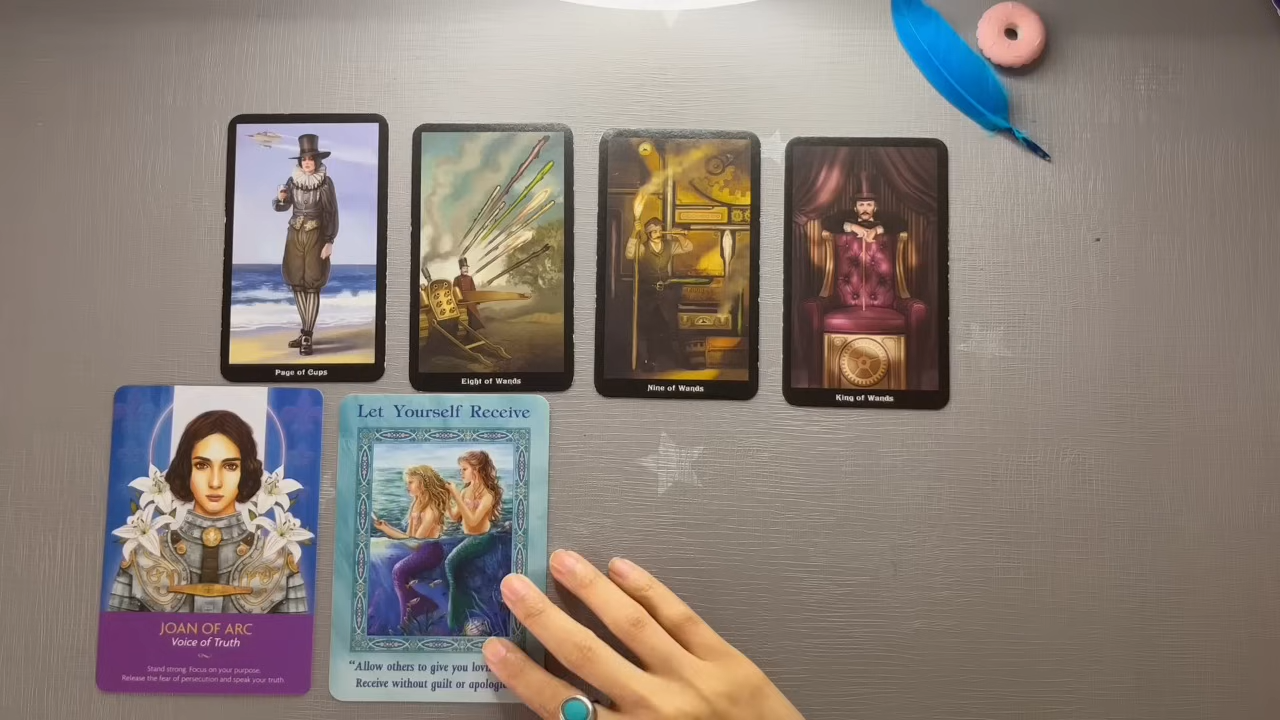 Page of Cups
Eight of Wands
Nine of Wands
King of Wands
JOAN OF ARC
Voice of Truth
Stand strong. Focus on your purpose.
Release the fear of persecution and speak your truth.
Let Yourself Receive
“Allow others to give you
Receive without guilt or